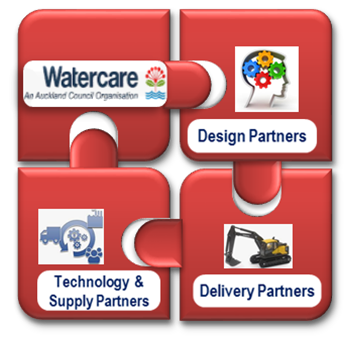 Watercare
An Auckland Council Organisation
Design Partners
Technology &
Supply Partners
Delivery Partners